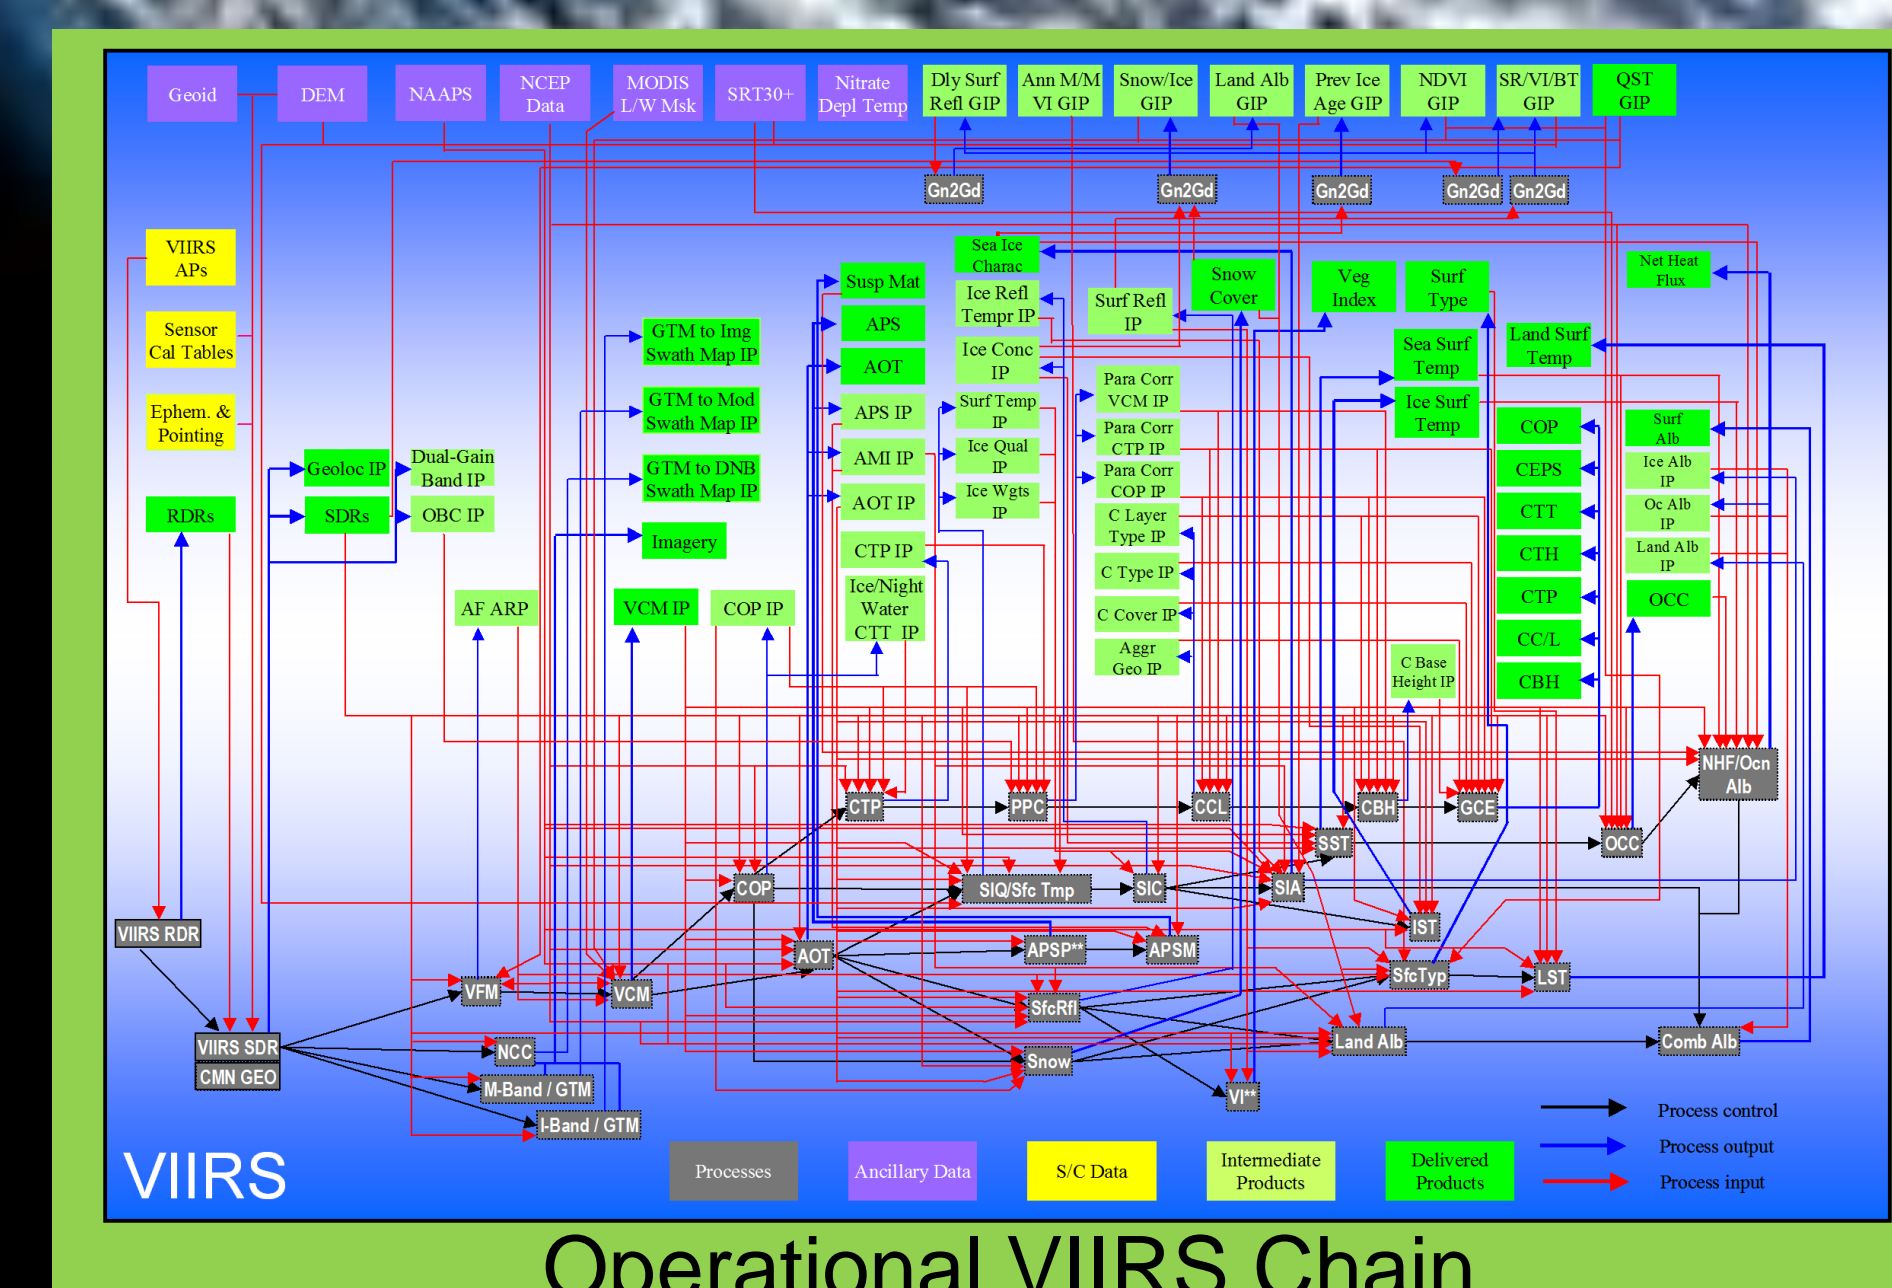 Geoid
DEM
NAAPS
NCEP
Data
MODIS
L/W Msk
SRT30+
Nitrate
Depl Temp
Dly Surf
Refl GIP
Ann M/M
VI GIP
Snow/Ice
GIP
Land Alb
GIP
Prev Ice
Age GIP
NDVI
GIP
SR/VI/BT
GIP
QST
GIP
Gn2Gd
Gn2Gd
Gn2Gd
Gn2Gd
Gn2Gd
VIIRS
APs
Sensor
Cal Tables
Ephem. &
Pointing
RDRs
Geoloc IP
SDRs
Dual-Gain
Band IP
OBC IP
AF ARP
GTM to Img
Swath Map IP
GTM to Mod
Swath Map IP
GTM to DNB
Swath Map IP
Imagery
VCM IP
COP IP
Susp Mat
APS
AOT
APS IP
AMI IP
AOT IP
CTP IP
Ice/Night
Water
CTT IP
Sea Ice
Charac
Ice Refl
Tempr IP
Ice Conc
IP
Surf Temp
IP
Ice Qual
IP
Ice Wgts
IP
Surf Refl
IP
Snow
Cover
Para Corr
VCM IP
Para Corr
CTP IP
Para Corr
COP IP
C Layer
Type IP
C Type IP
C Cover IP
Aggr
Geo IP
Veg
Index
Surf
Type
Sea Surf
Temp
Ice Surf
Temp
Land Surf
Temp
Net Heat
Flux
C Base
Height IP
COP
CEPS
CTT
CTH
CTP
CC/L
CBH
Surf
Alb
Ice Alb
IP
Oc Alb
IP
Land Alb
IP
OCC
NHF/Ocn
Alb
CTP
PPC
CCL
CBH
GCE
SST
OCC
COP
SIQ/Sfc Tmp
SIC
SIA
IST
VIIRS RDR
AOT
APSP**
APSM
SfcTyp
LST
VFM
VCM
SfcRfl
VIIRS SDR
CMN GEO
NCC
Snow
Land Alb
Comb Alb
M-Band / GTM
VI**
I-Band / GTM
Process control
Process output
Process input
VIIRS
Processes
Ancillary Data
S/C Data
Intermediate
Products
Delivered
Products
Operational VIIRS Chain